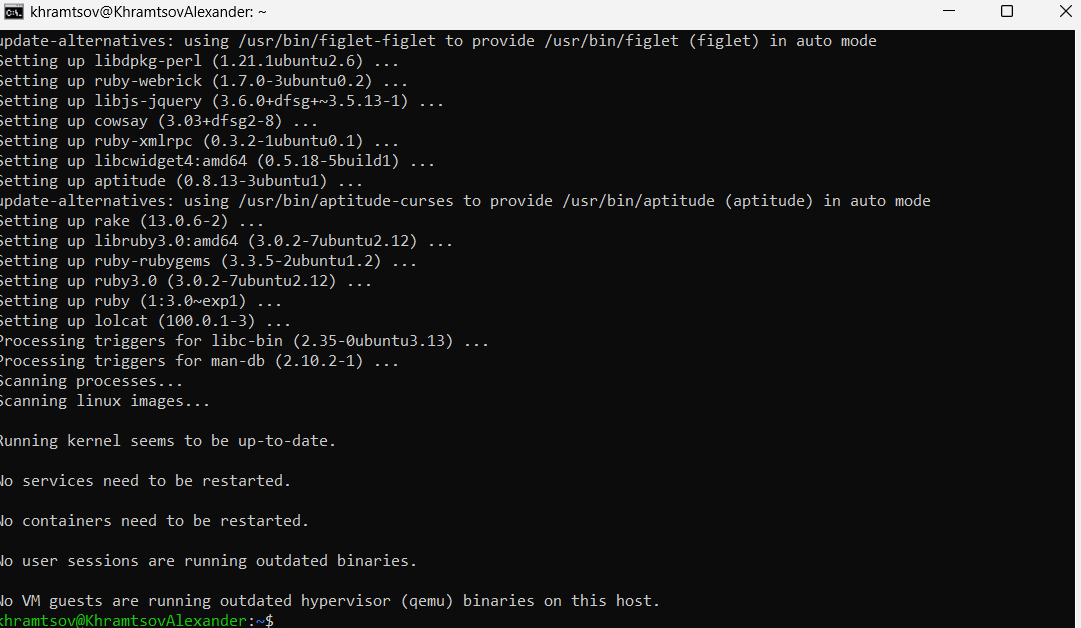 khramtsov@KhramtsovAlexander: ~
update-alternatives: using /usr/bin/figlet-figlet to provide /usr/bin/figlet (figlet) in auto mode
Setting up libdpkg-perl (1.21.1ubuntu2.6) ...
Setting up ruby-webrick (1.7.0-3ubuntu0.2) ...
Setting up libjs-jquery (3.6.0+dfsg+~3.5.13-1) ...
Setting up cowsay (3.03+dfsg2-8) ...
Setting up ruby-xmlrpc (0.3.2-1ubuntu0.1) ...
Setting up libcwidget4:amd64 (0.5.18-5build1) ...
Setting up aptitude (0.8.13-3ubuntu1) ...
update-alternatives: using /usr/bin/aptitude-curses to provide /usr/bin/aptitude (aptitude) in auto mode
Setting up rake (13.0.6-2) ...
Setting up libruby3.0:amd64 (3.0.2-7ubuntu2.12) ...
Setting up ruby-rubygems (3.3.5-2ubuntu1.2) ...
Setting up ruby3.0 (3.0.2-7ubuntu2.12) ...
Setting up ruby (1:3.0~exp1) ...
Setting up lolcat (100.0.1-3) ...
Processing triggers for libc-bin (2.35-0ubuntu3.13) ...
Processing triggers for man-db (2.10.2-1) ...
Scanning processes...
Scanning linux images...
Running kernel seems to be up-to-date.
No services need to be restarted.
No containers need to be restarted.
No user sessions are running outdated binaries.
No VM guests are running outdated hypervisor (qemu) binaries on this host.
khramtsov@KhramtsovAlexander:~$